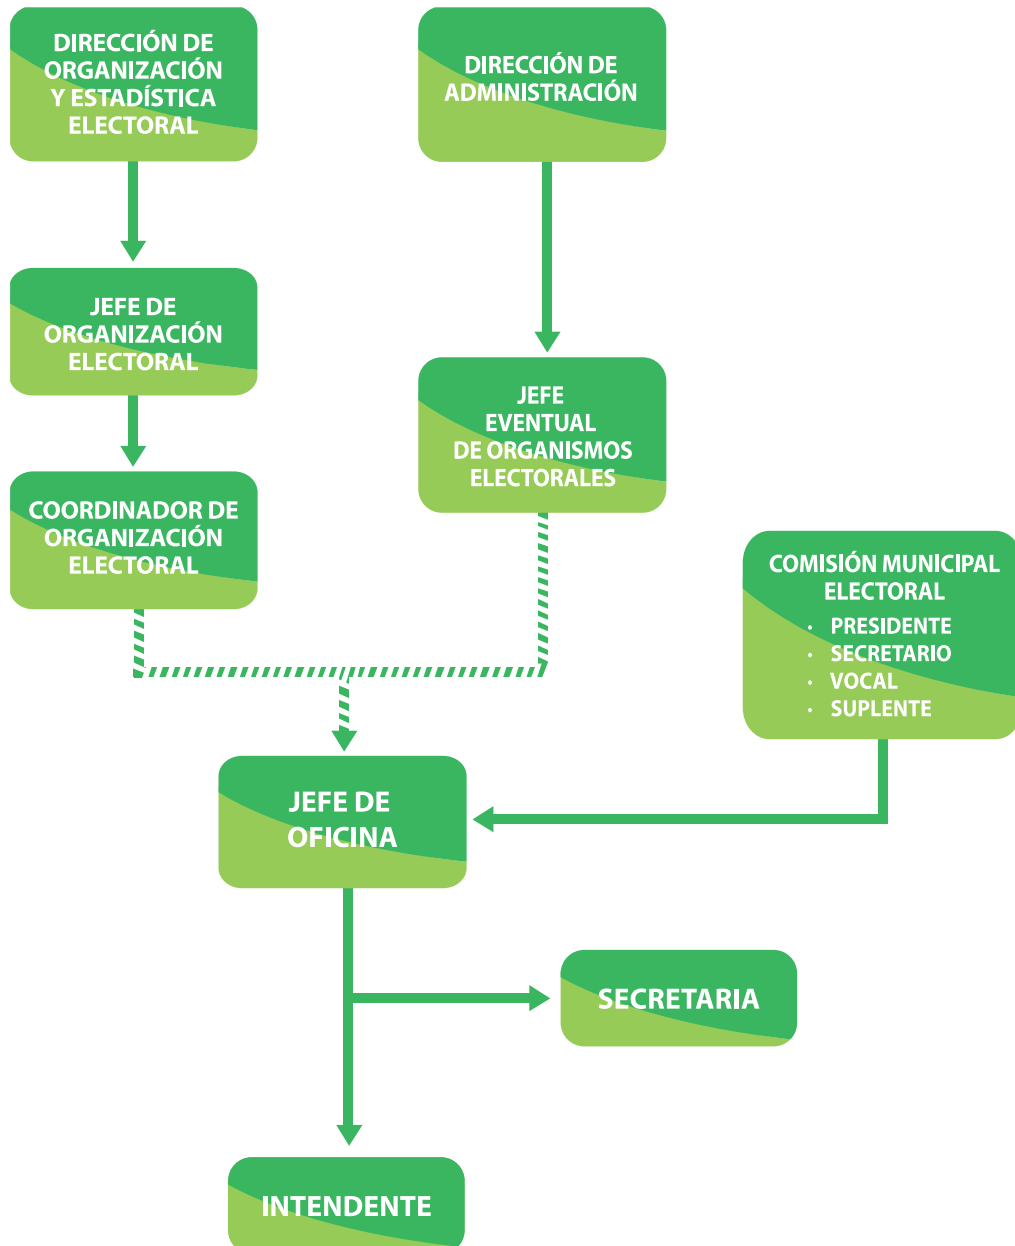 DIRECCIÓN DE
ORGANIZACIÓN
Y ESTADÍSTICA
ELECTORAL
DIRECCIÓN DE
ADMINISTRACIÓN
JEFE DE
ORGANIZACIÓN
ELECTORAL
JEFE
EVENTUAL
DE ORGANISMOS
ELECTORALES
COORDINADOR DE
ORGANIZACIÓN
ELECTORAL
COMISIÓN MUNICIPAL
ELECTORAL
· PRESIDENTE
· SECRETARIO
· VOCAL
· SUPLENTE
JEFE DE
OFICINA
SECRETARIA
INTENDENTE